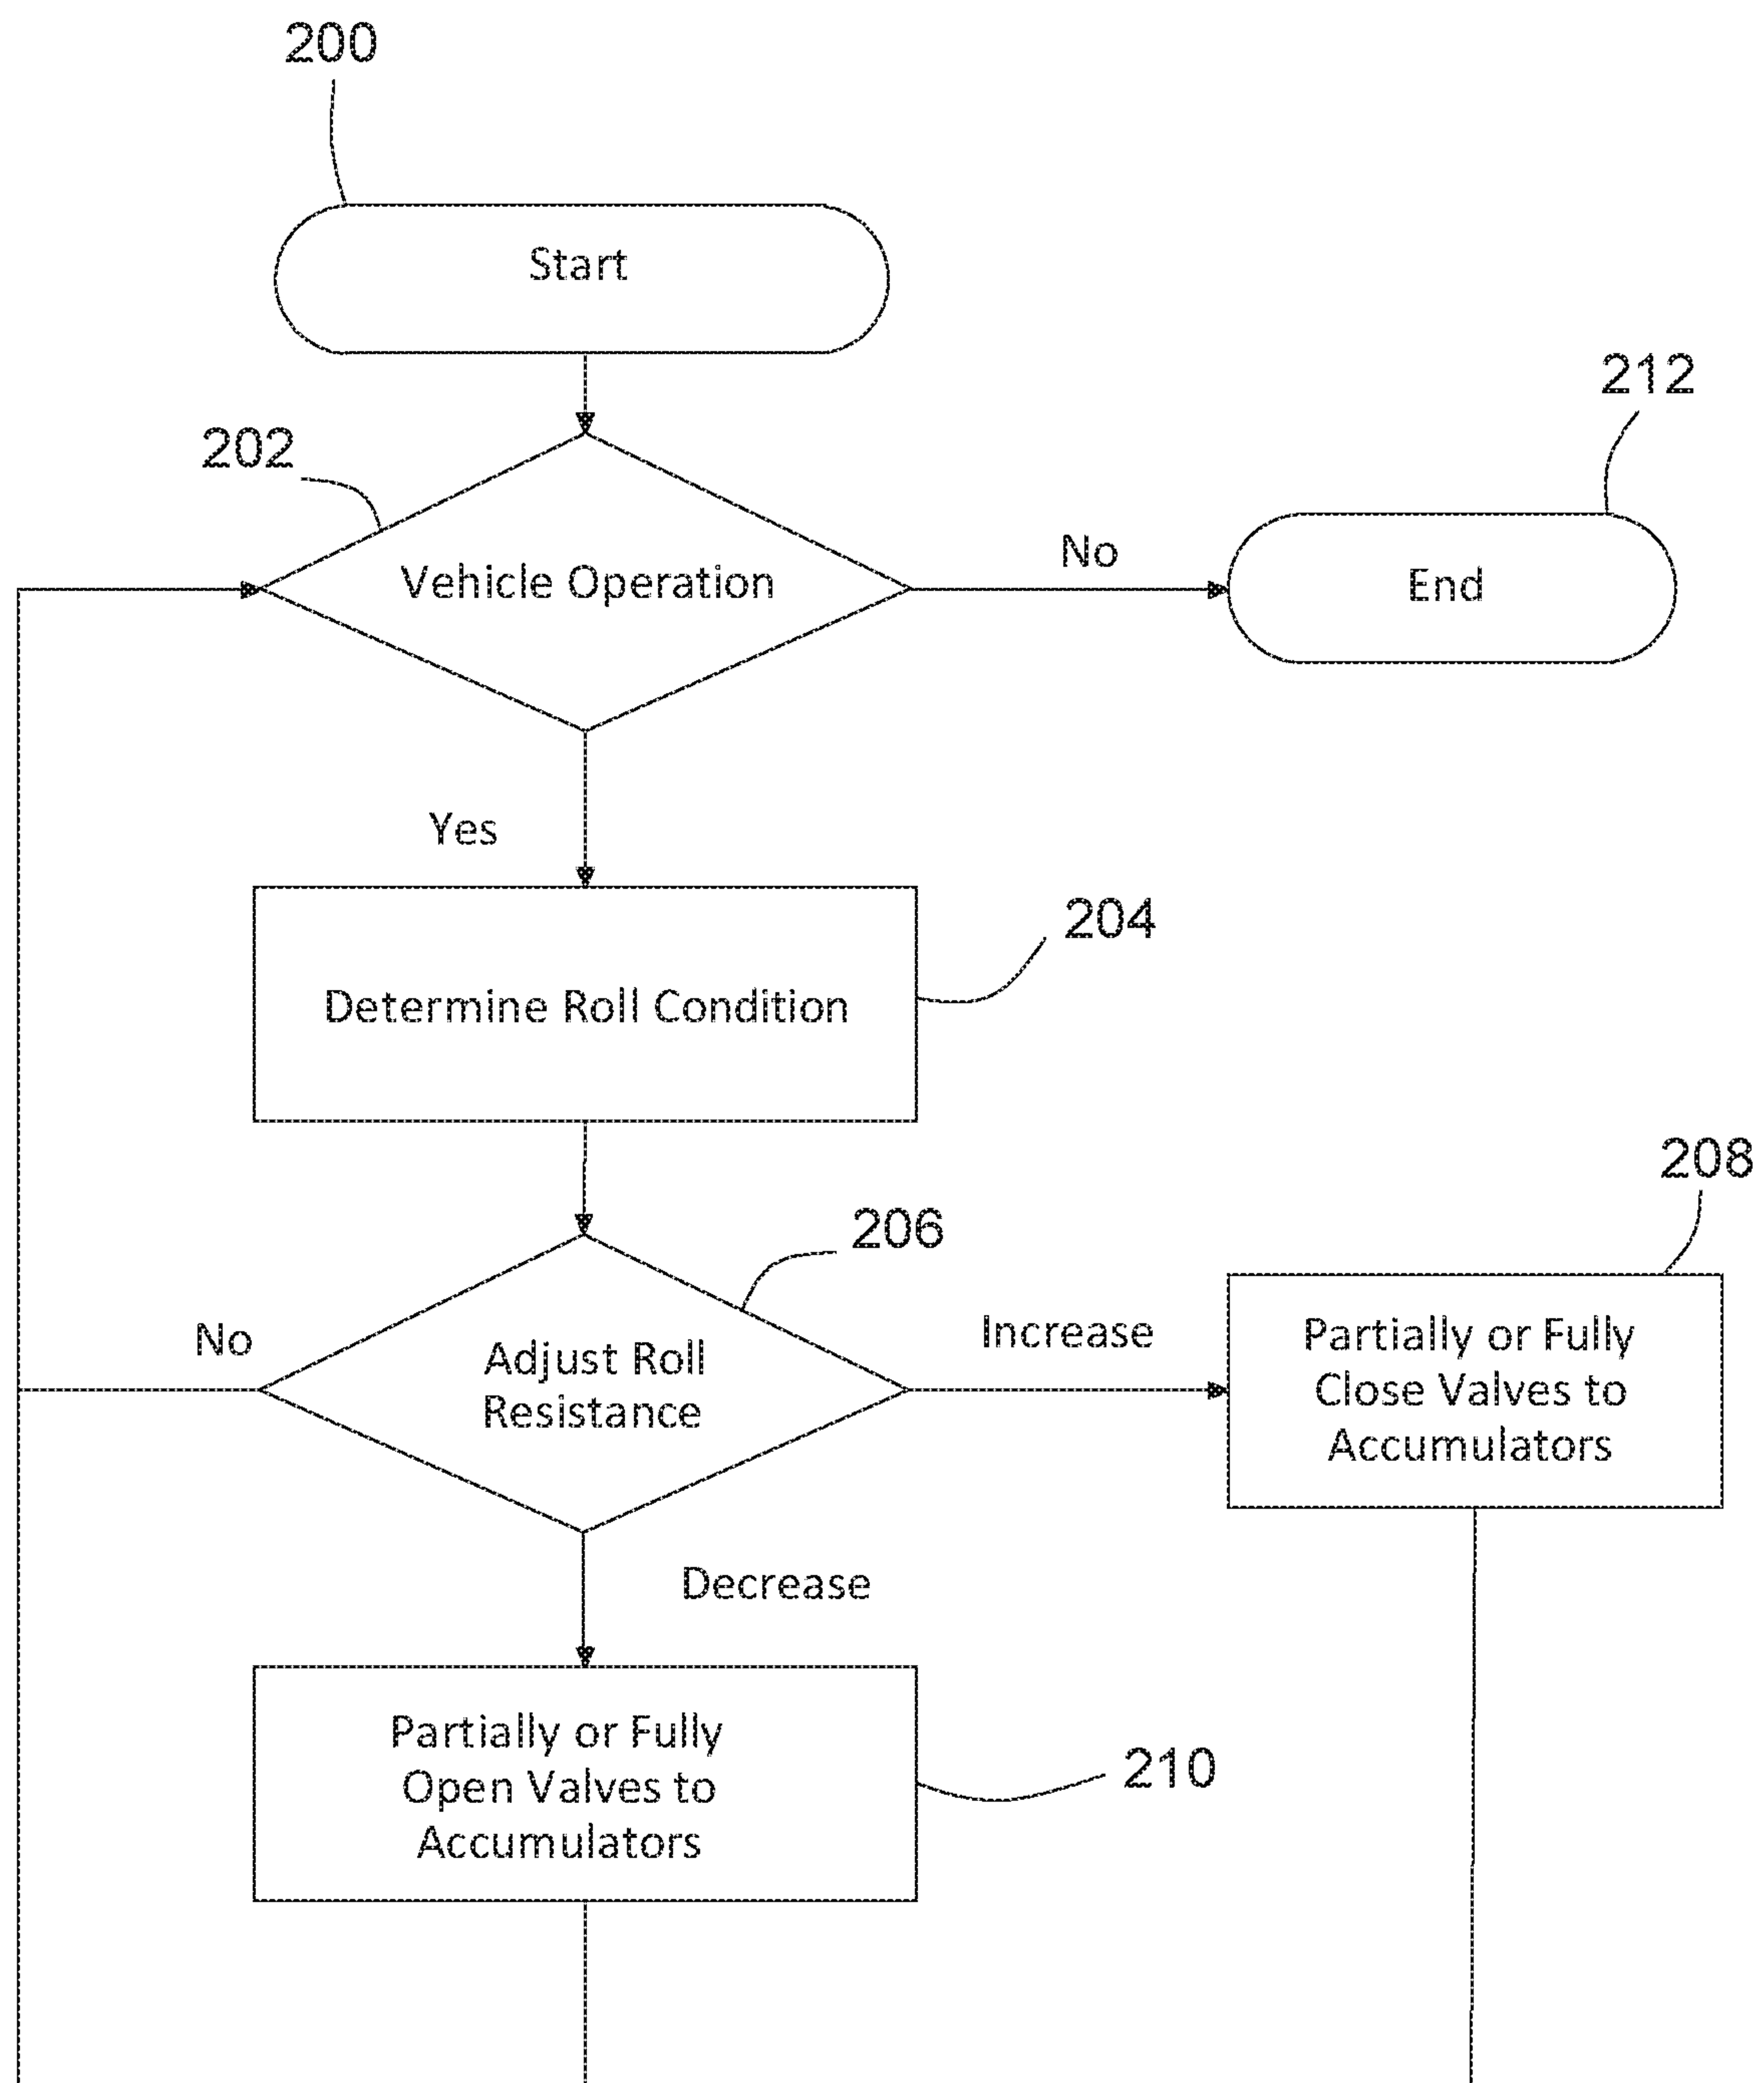 200
Start
212
202
Vehicle Operation
No
End
Yes
204
Determine Roll Condition
208
206
No
Adjust Roll
Resistance
Increase
Partially or Fully
Close Valves to
Accumulators
Decrease
Partially or Fully
Open Valves to
Accumulators
210